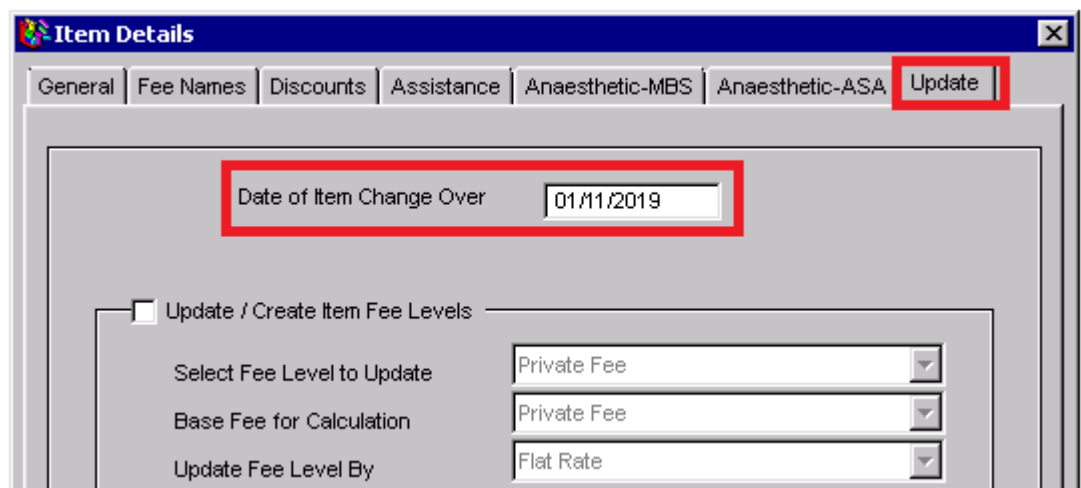 Item Details
General Fee Names Discounts Assistance Anaesthetic-MBS Anaesthetic-ASA Update
Date of Item Change Over 01/11/2019
Update / Create Item Fee Levels
Select Fee Level to Update Private Fee
Base Fee for Calculation Private Fee
Update Fee Level By Flat Rate